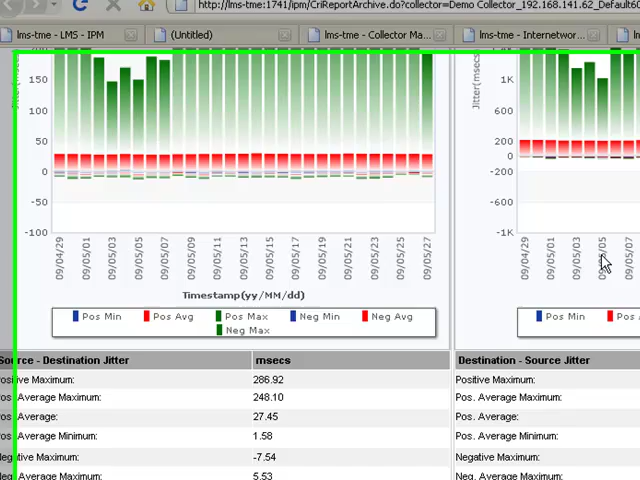 http://lms-tme:1741/ipm/CriReportArchive.do?collector=Demo Collector_192.168.141.62_Default60
lms-tme - LMS - IPM
(Untitled)
lms-tme - Collector Ma...
lms-tme - Internetwor...
lms
150
100
50
0
-50
-100
09/04/29
09/05/01
09/05/03
09/05/05
09/05/07
09/05/09
09/05/11
09/05/13
09/05/15
09/05/17
09/05/19
09/05/21
09/05/23
09/05/25
09/05/27
Timestamp(yy/MM/dd)
Pos Min Pos Avg Pos Max Neg Min Neg Avg
Neg Max
Jitter(msecs
1K
600
200
0
-200
-600
-1K
09/04/29
09/05/01
09/05/03
09/05/05
09/05/07
Pos Min Pos
Source - Destination Jitter msecs
Positive Maximum: 286.92
Pos. Average Maximum: 248.10
Pos. Average: 27.45
Pos. Average Minimum: 1.58
Negative Maximum: -7.54
Neg. Average Maximum: 5.53
Destination - Source Jitter
Positive Maximum:
Pos. Average Maximum:
Pos. Average:
Pos. Average Minimum:
Negative Maximum:
Neg. Average Maximum: